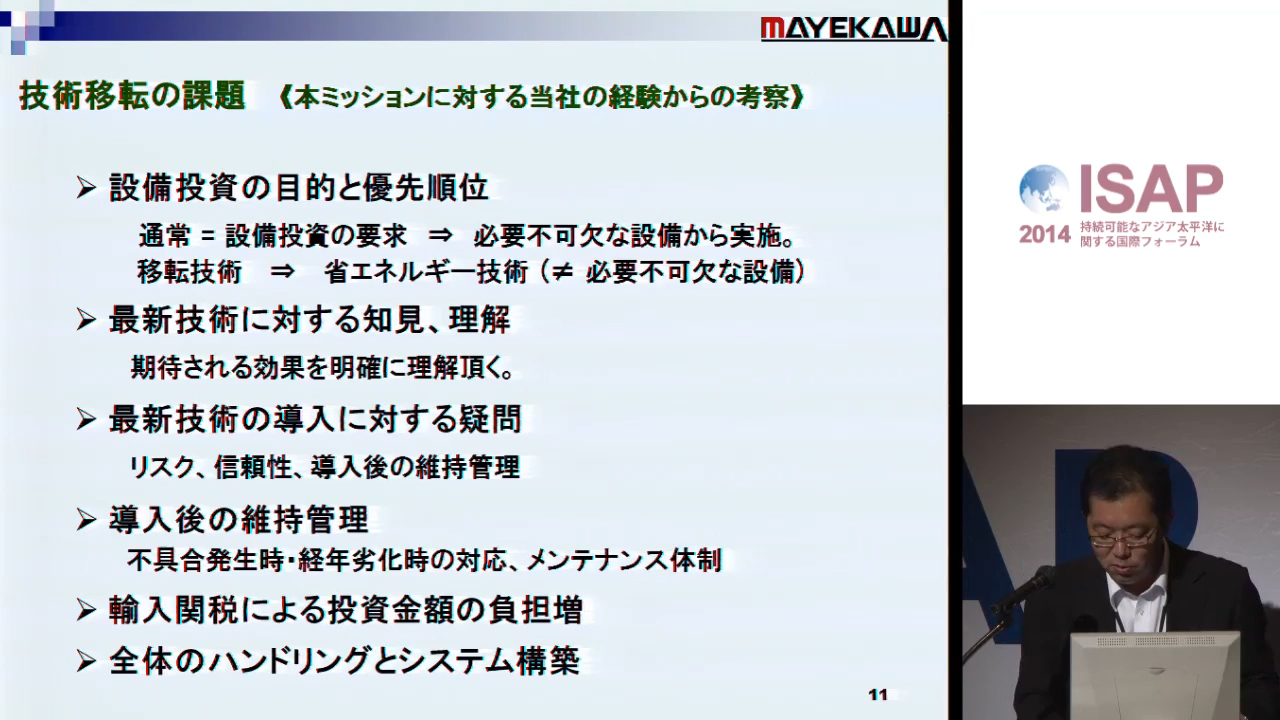 MAYEKAWA
技術移転の課題 《本ミッションに対する当社の経験からの考察》
➢ 設備投資の目的と優先順位
通常 = 設備投資の要求 ⇒ 必要不可欠な設備から実施。
移転技術 ⇒ 省エネルギー技術 (≠ 必要不可欠な設備)
➢ 最新技術に対する知見、理解
期待される効果を明確に理解頂く。
➢ 最新技術の導入に対する疑問
リスク、信頼性、導入後の維持管理
➢ 導入後の維持管理
不具合発生時・経年劣化時の対応、メンテナンス体制
➢ 輸入関税による投資金額の負担増
➢ 全体のハンドリングとシステム構築
11
ISAP
2014 持続可能なアジア太平洋に
関する国際フォーラム